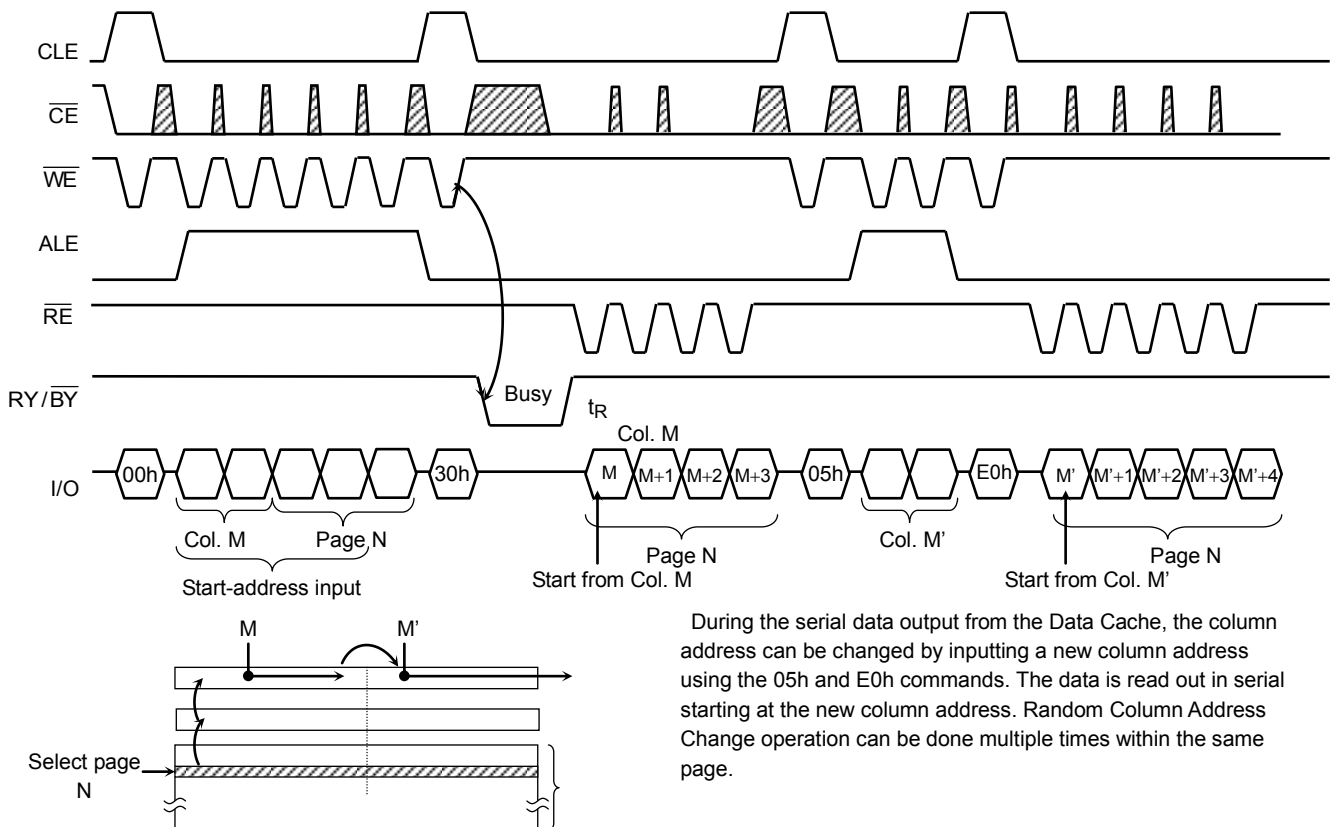 CLE
CE
WE
ALE
RE
RY/BY
Busy
tR
Col. M
I/O
00h
30h
M
M+1
M+2
M+3
05h
E0h
M'
M'+1
M'+2
M'+3
M'+4
Col. M
Page N
Start-address input
Page N
Start from Col. M
Col. M'
Page N
Start from Col. M'
M
M'
Select page
N
During the serial data output from the Data Cache, the column
address can be changed by inputting a new column address
using the 05h and E0h commands. The data is read out in serial
starting at the new column address. Random Column Address
Change operation can be done multiple times within the same
page.